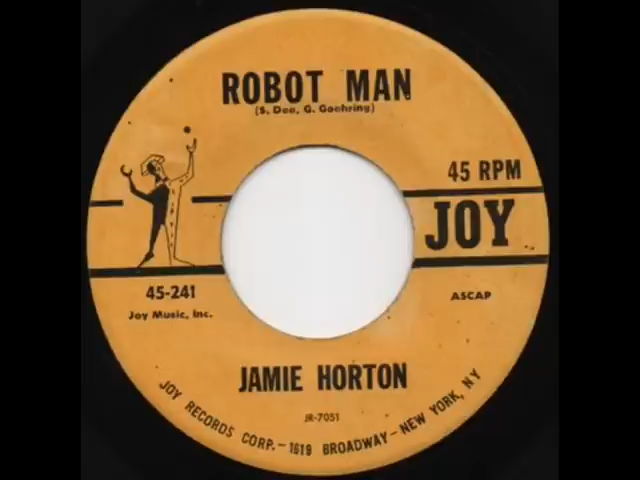 ROBOT MAN
(S. Dee, G. Goehring)
45 RPM
JOY
45-241
Joy Music, Inc.
ASCAP
JAMIE HORTON
JR-7051
JOY RECORDS CORP.-1619 BROADWAY-NEW YORK, NY